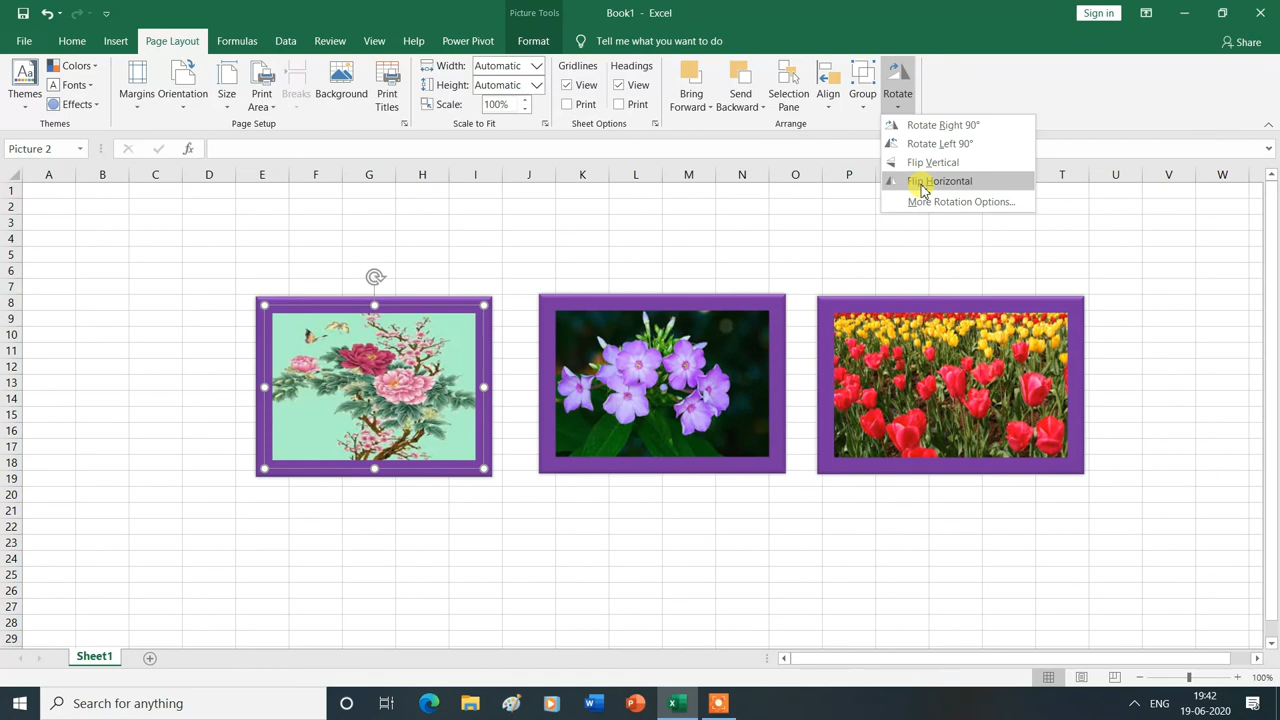 Picture Tools
Book1 - Excel
Sign in
File Home Insert Page Layout Formulas Data Review View Help Power Pivot Format Tell me what you want to do Share
Themes
Colors
Fonts
Effects
Themes
Margins Orientation Size Print Area Breaks Background Print Titles
Page Setup
Width: Automatic
Height: Automatic
Scale: 100%
Scale to Fit
Gridlines Headings
View View
Print Print
Sheet Options
Bring Forward Send Backward Selection Pane Align Group Rotate
Arrange
Rotate Right 90°
Rotate Left 90°
Flip Vertical
Flip Horizontal
More Rotation Options...
Picture 2 fx
A B C D E F G H I J K L M N O P T U V W
1
2
3
4
5
6
7
8
9
10
11
12
13
14
15
16
17
18
19
20
21
22
23
24
25
26
27
28
29
Sheet1
100%
Search for anything
ENG
19:42
19-06-2020